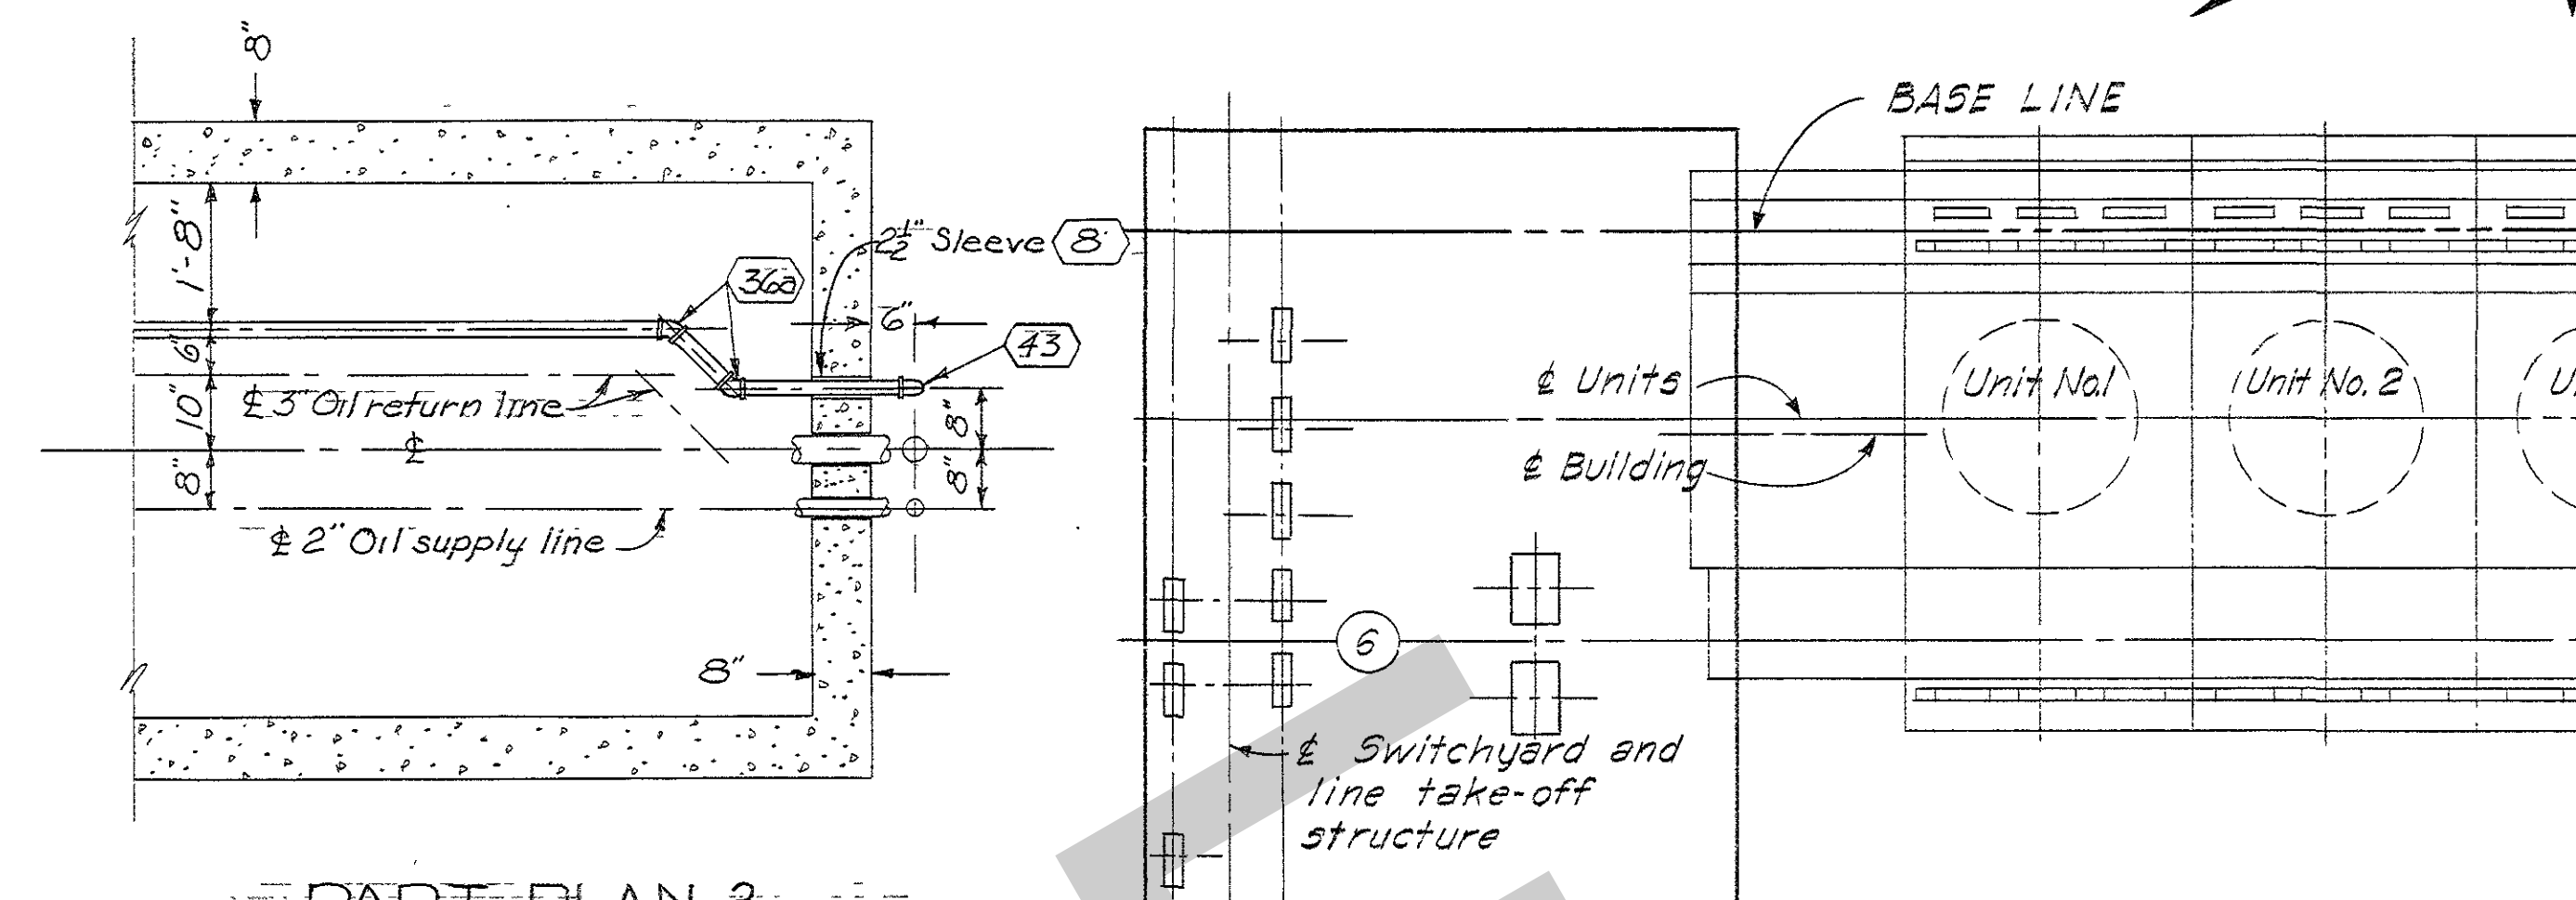 8"
1'-8"
2½" Sleeve 8
36a
6"
43
6"
10"
℄ 3" Oil return line
℄
8"
8"
8"
℄ 2" Oil supply line
8"
PART PLAN 3
BASE LINE
℄ Units
Unit No.1
Unit No. 2
U
℄ Building
6
℄ Switchyard and
line take-off
structure